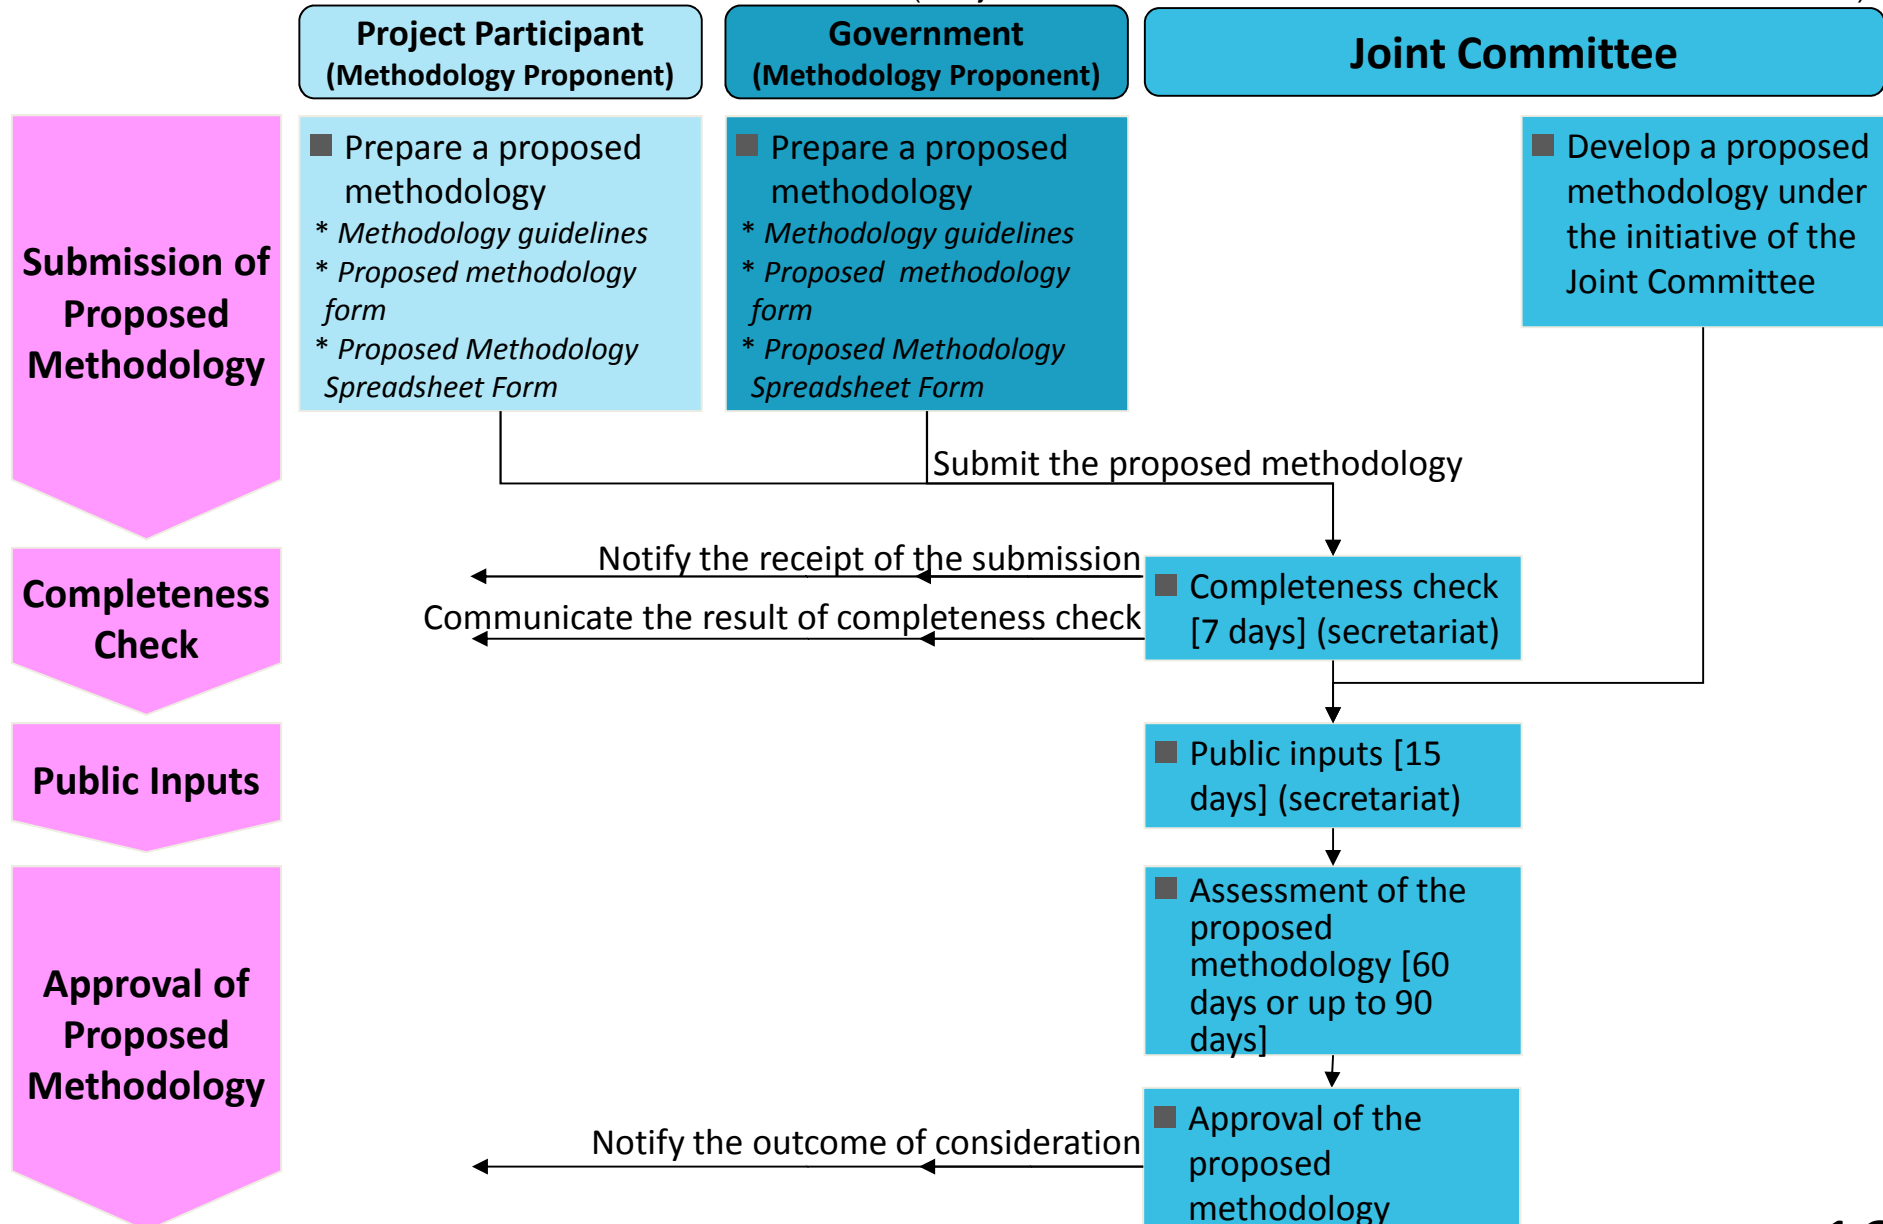 Project Participant
(Methodology Proponent)
Government
(Methodology Proponent)
Joint Committee
Submission of
Proposed
Methodology
■ Prepare a proposed
methodology
* Methodology guidelines
* Proposed methodology
form
* Proposed Methodology
Spreadsheet Form
■ Prepare a proposed
methodology
* Methodology guidelines
* Proposed methodology
form
* Proposed Methodology
Spreadsheet Form
■ Develop a proposed
methodology under
the initiative of the
Joint Committee
Submit the proposed methodology
Completeness
Check
Notify the receipt of the submission
Communicate the result of completeness check
■ Completeness check
[7 days] (secretariat)
Public Inputs
■ Public inputs [15
days] (secretariat)
Approval of
Proposed
Methodology
■ Assessment of the
proposed
methodology [60
days or up to 90
days]
Notify the outcome of consideration
■ Approval of the
proposed
methodology